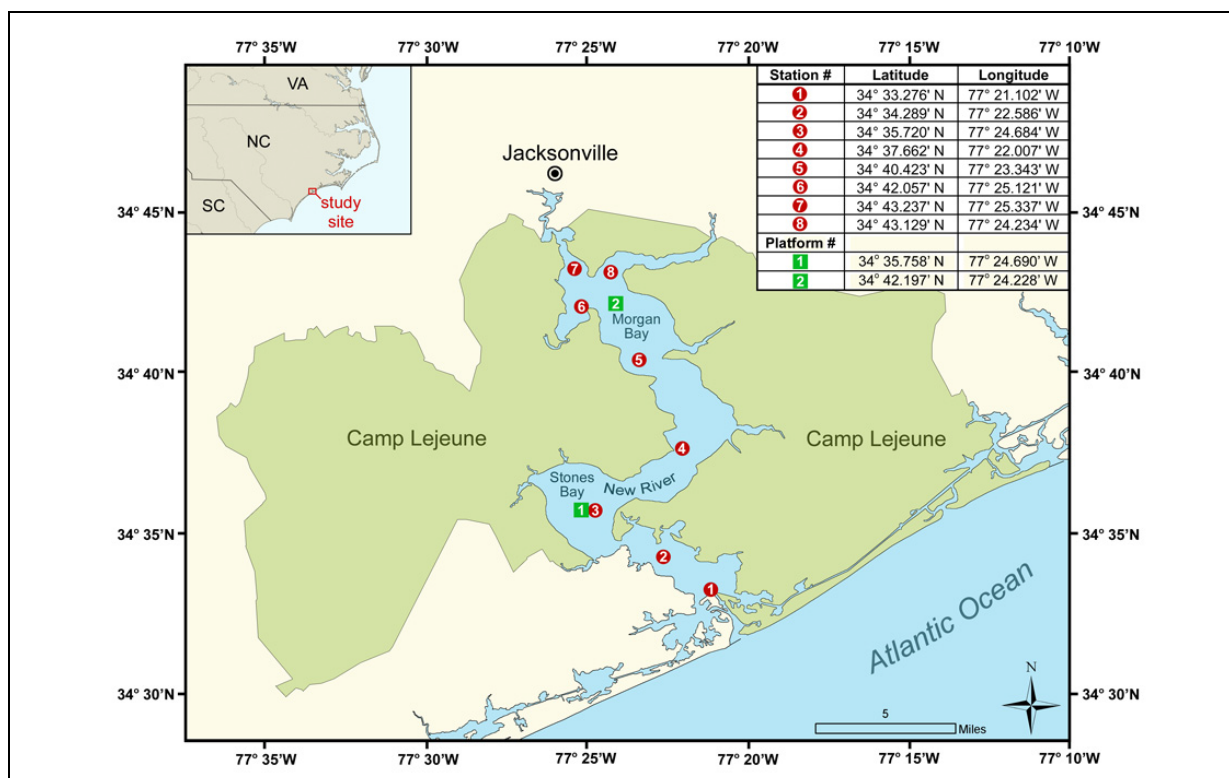 77° 35'W 77° 30'W 77° 25'W 77° 20'W 77° 15'W 77° 10'W
VA
NC
SC
study
site
Station # Latitude Longitude
1 34° 33.276' N 77° 21.102' W
2 34° 34.289' N 77° 22.586' W
3 34° 35.720' N 77° 24.684' W
4 34° 37.662' N 77° 22.007' W
5 34° 40.423' N 77° 23.343' W
6 34° 42.057' N 77° 25.121' W
7 34° 43.237' N 77° 25.337' W
8 34° 43.129' N 77° 24.234' W
Platform #
1 34° 35.758' N 77° 24.690' W
2 34° 42.197' N 77° 24.228' W
Jacksonville
34° 45'N 34° 45'N
7 8
6 2
Morgan
Bay
5
34° 40'N 34° 40'N
Camp Lejeune Camp Lejeune
4
Stones
Bay
New River
1 3
34° 35'N 34° 35'N
2
1
Atlantic Ocean
N
34° 30'N 34° 30'N
5
Miles
77° 35'W 77° 30'W 77° 25'W 77° 20'W 77° 15'W 77° 10'W